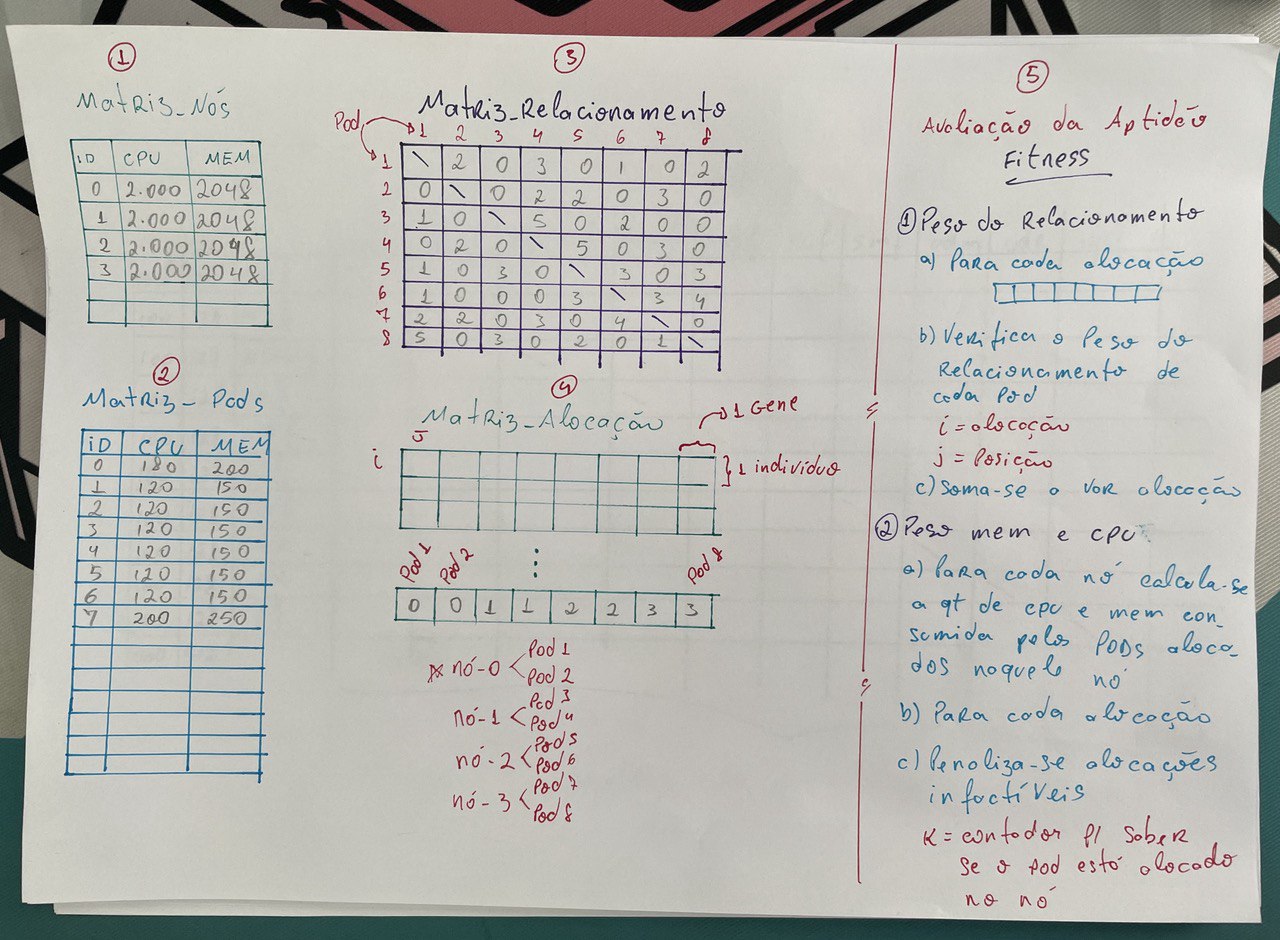 ①
Matriz_Nós
ID CPU MEM
0 2.000 2048
1 2.000 2048
2 2.000 2048
3 2.000 2048
②
Matriz_Pods
ID CPU MEM
0 180 200
1 120 150
2 120 150
3 120 150
4 120 150
5 120 150
6 120 150
7 200 250
③
Matriz_Relacionamento
Pod
1 2 3 4 5 6 7 8
1 \ 2 0 3 0 1 0 2
2 0 \ 0 2 2 0 3 0
3 1 0 \ 5 0 2 0 0
4 0 2 0 \ 5 0 3 0
5 1 0 3 0 \ 3 0 3
6 1 0 0 0 3 \ 3 4
7 2 2 0 3 0 4 \ 0
8 5 0 3 0 2 0 1 \
④
Matriz_Alocação
→ 1 Gene
j
i
} 1 indivíduo
Pod 1 Pod 2 ... Pod 8
0 0 1 1 2 2 3 3
nó-0 < Pod 1
Pod 2
nó-1 < Pod 3
Pod 4
nó-2 < Pod 5
Pod 6
nó-3 < Pod 7
Pod 8
⑤
Avaliação da Aptidão
Fitness
① Peso do Relacionamento
a) Para cada alocação
b) Verifica o Peso do
Relacionamento de
cada Pod
i = alocação
j = Posição
c) Soma-se o vor alocação
② Peso mem e cpu
a) Para cada nó calcula-se
a qt de cpu e mem con-
sumida pelos PODs aloca-
dos naquele nó
b) Para cada alocação
c) Penaliza-se alocações
infactíveis
K = contador p/ saber
se o pod está alocado
no nó